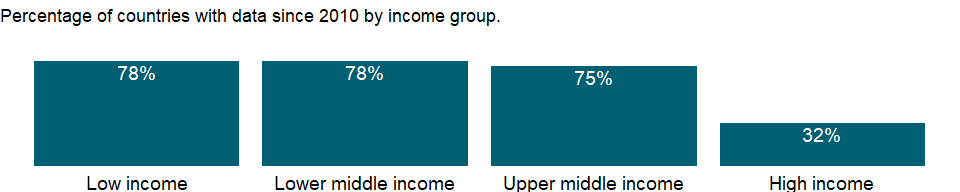 Percentage of countries with data since 2010 by income group.
78%
78%
75%
32%
Low income
Lower middle income
Upper middle income
High income